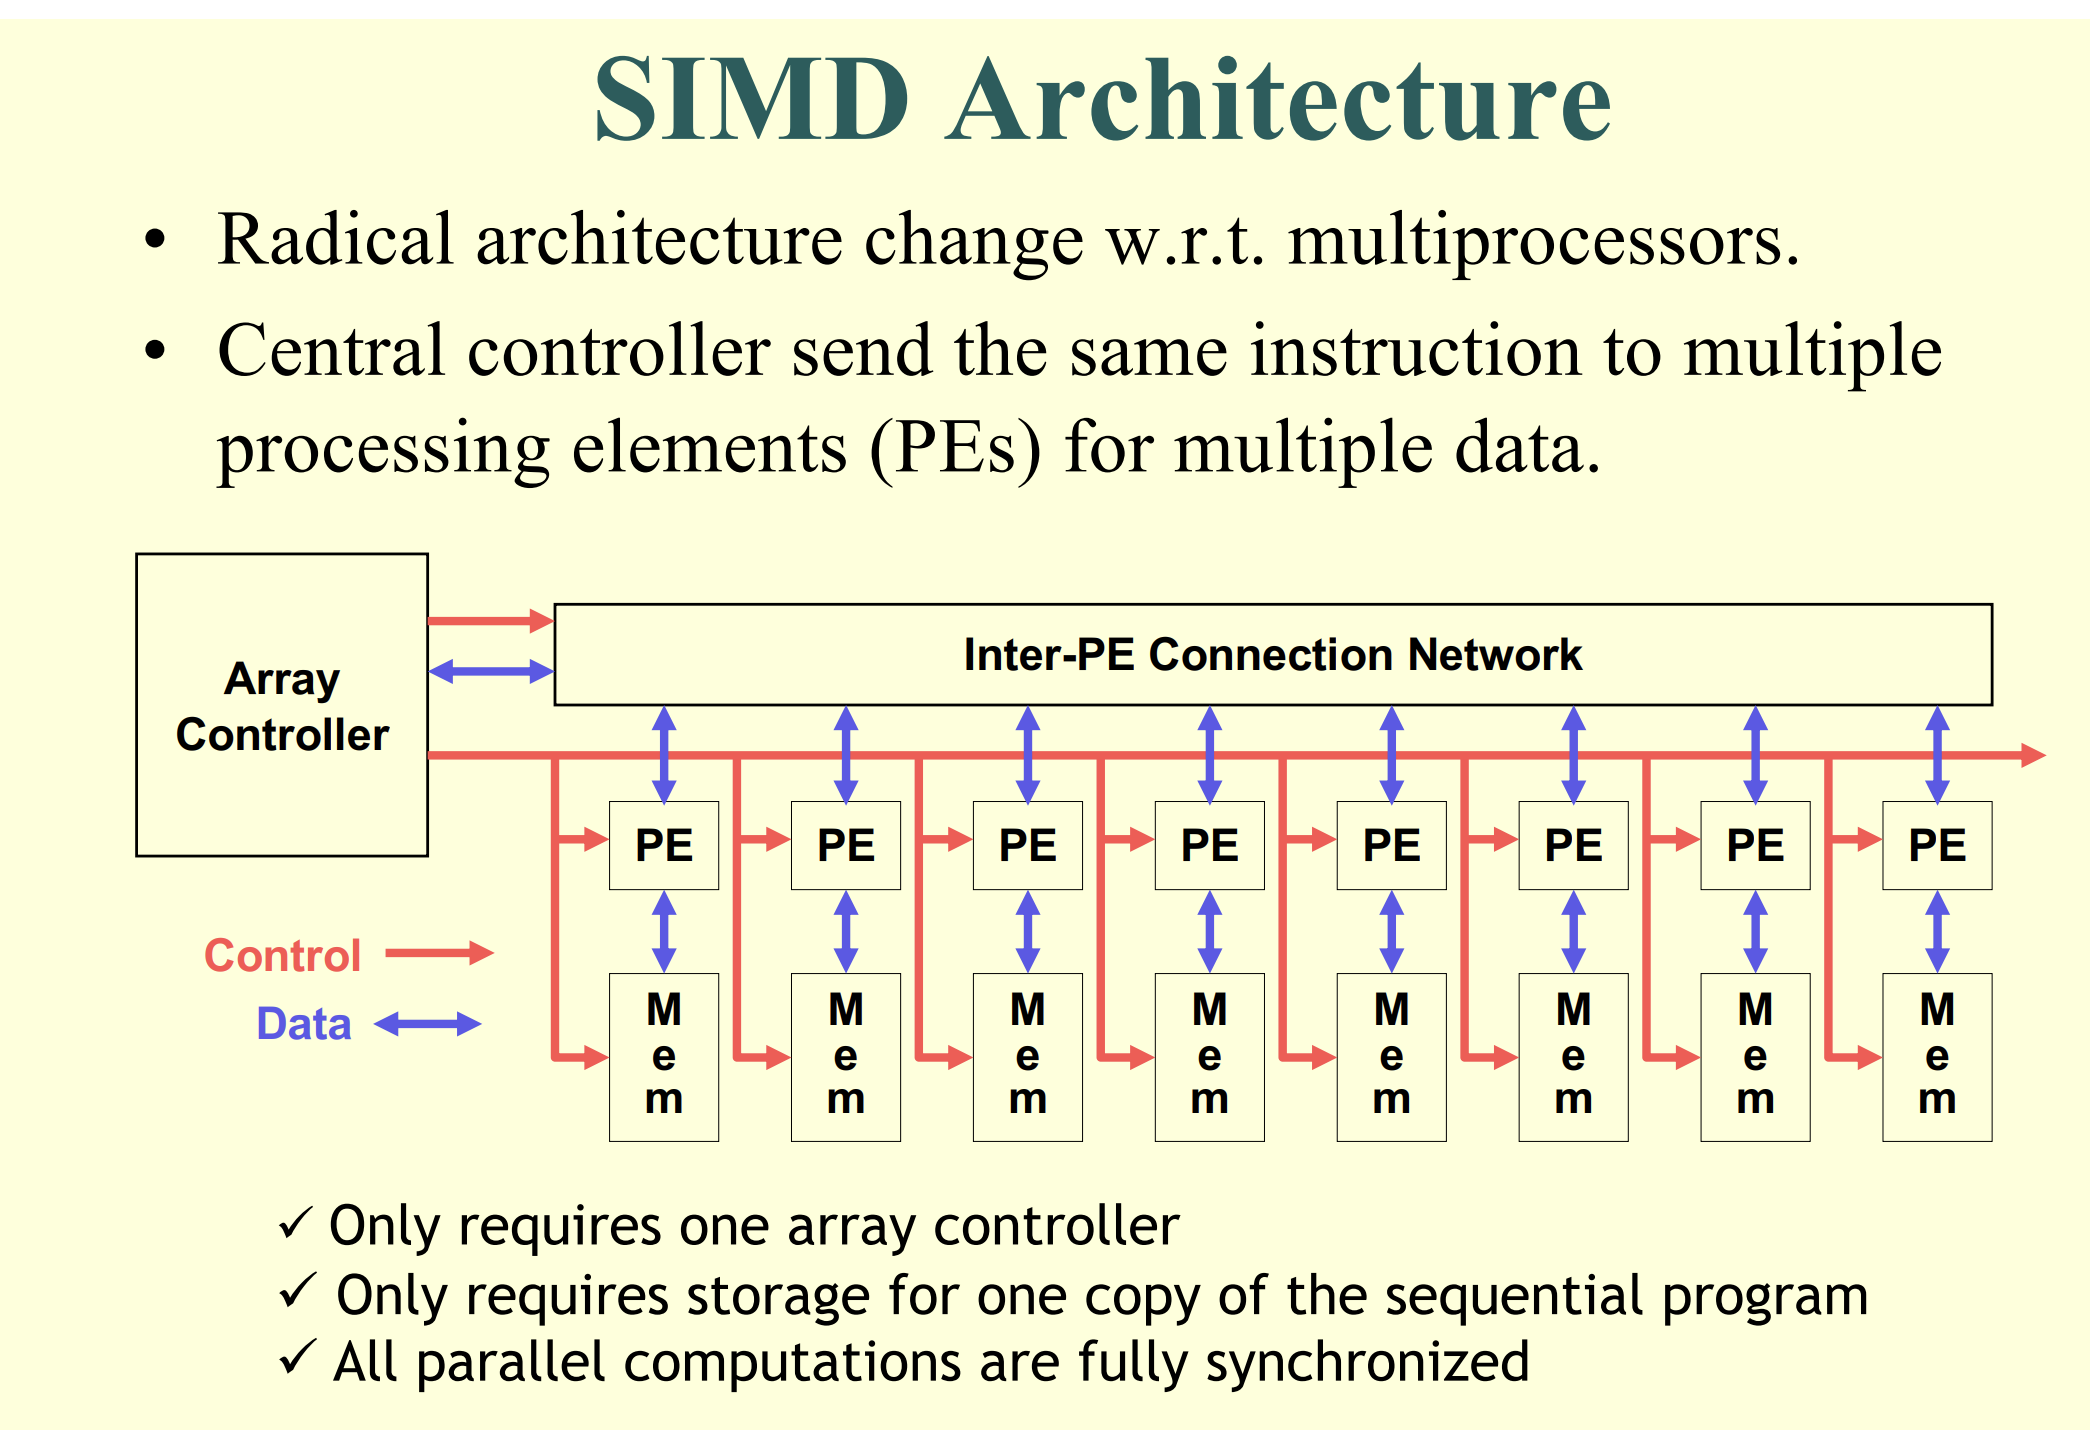 SIMD Architecture
• Radical architecture change w.r.t. multiprocessors.
• Central controller send the same instruction to multiple
processing elements (PEs) for multiple data.
Array
Controller
Inter-PE Connection Network
PE PE PE PE PE PE PE PE
Control
Data
Mem Mem Mem Mem Mem Mem Mem Mem
✓ Only requires one array controller
✓ Only requires storage for one copy of the sequential program
✓ All parallel computations are fully synchronized